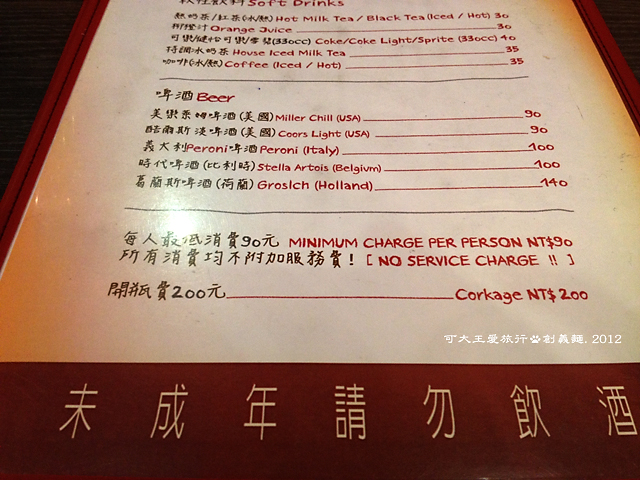 軟性飲料 Soft Drinks
熱奶茶/紅茶(冰/熱) Hot Milk Tea / Black Tea (Iced / Hot) 30
柳橙汁 Orange Juice 30
可樂/健怡可樂/雪碧(330cc) Coke/Coke Light/Sprite (330cc) 40
特調冰奶茶 House Iced Milk Tea 35
咖啡(冰/熱) Coffee (Iced / Hot) 35
啤酒 Beer
美樂萊姆啤酒(美國) Miller Chill (USA) 90
酷爾斯淡啤酒(美國) Coors Light (USA) 90
義大利Peroni啤酒 Peroni (Italy) 100
時代啤酒(比利時) Stella Artois (Belgium) 100
葛蘭斯啤酒(荷蘭) Groslch (Holland) 140
每人最低消費90元 MINIMUM CHARGE PER PERSON NT$90
所有消費均不附加服務費! [ NO SERVICE CHARGE !! ]
開瓶費200元 Corkage NT$200
可大王愛旅行 創義麵. 2012
未成年請勿飲酒